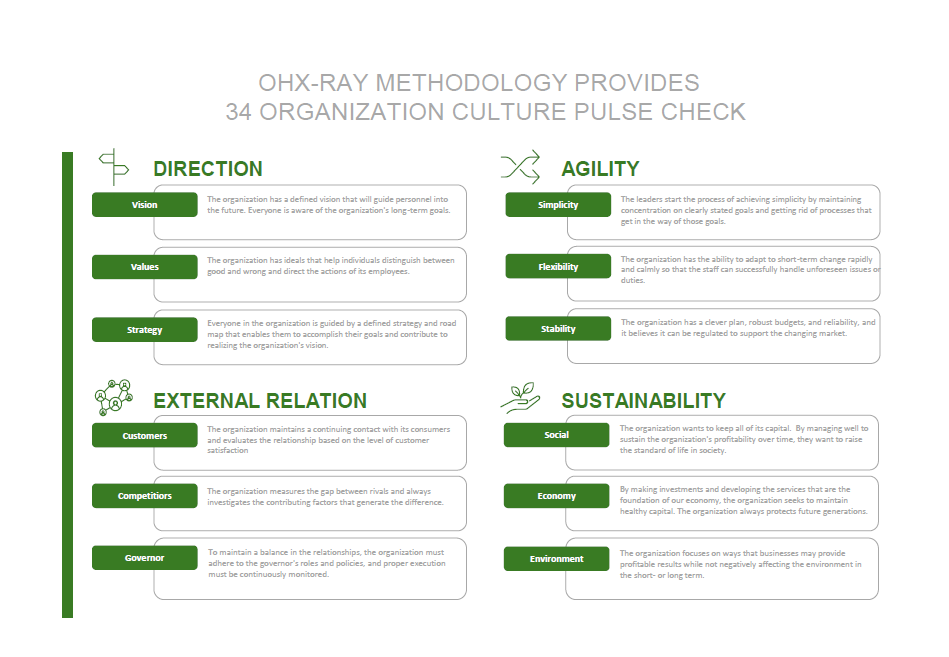 OHX-RAY METHODOLOGY PROVIDES
34 ORGANIZATION CULTURE PULSE CHECK
DIRECTION
Vision
The organization has a defined vision that will guide personnel into
the future. Everyone is aware of the organization's long-term goals.
Values
The organization has ideals that help individuals distinguish between
good and wrong and direct the actions of its employees.
Strategy
Everyone in the organization is guided by a defined strategy and road
map that enables them to accomplish their goals and contribute to
realizing the organization's vision.
AGILITY
Simplicity
The leaders start the process of achieving simplicity by maintaining
concentration on clearly stated goals and getting rid of processes that
get in the way of those goals.
Flexibility
The organization has the ability to adapt to short-term change rapidly
and calmly so that the staff can successfully handle unforeseen issues or
duties.
Stability
The organization has a clever plan, robust budgets, and reliability, and
it believes it can be regulated to support the changing market.
EXTERNAL RELATION
Customers
The organization maintains a continuing contact with its consumers
and evaluates the relationship based on the level of customer
satisfaction
Competitiors
The organization measures the gap between rivals and always
investigates the contributing factors that generate the difference.
Governor
To maintain a balance in the relationships, the organization must
adhere to the governor's roles and policies, and proper execution
must be continuously monitored.
SUSTAINABILITY
Social
The organization wants to keep all of its capital.  By managing well to
sustain the organization's profitability over time, they want to raise
the standard of life in society.
Economy
By making investments and developing the services that are the
foundation of our economy, the organization seeks to maintain
healthy capital. The organization always protects future generations.
Environment
The organization focuses on ways that businesses may provide
profitable results while not negatively affecting the environment in
the short- or long term.